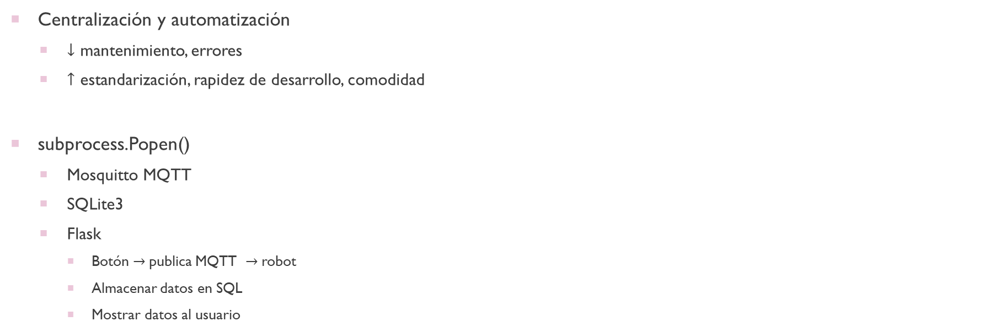 Centralización y automatización
↓ mantenimiento, errores
↑ estandarización, rapidez de desarrollo, comodidad
subprocess.Popen()
Mosquitto MQTT
SQLite3
Flask
Botón → publica MQTT → robot
Almacenar datos en SQL
Mostrar datos al usuario